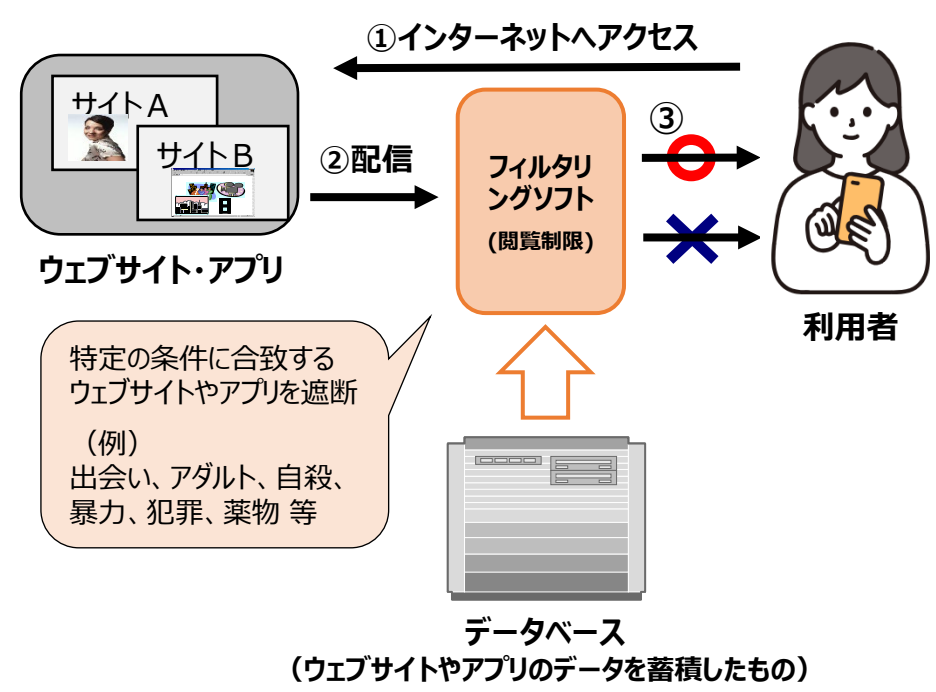 ①インターネットへアクセス
サイトA
サイトB
②配信
フィルタリ
ングソフト
(閲覧制限)
③
ウェブサイト・アプリ
利用者
特定の条件に合致する
ウェブサイトやアプリを遮断
（例）
出会い、アダルト、自殺、
暴力、犯罪、薬物 等
データベース
（ウェブサイトやアプリのデータを蓄積したもの）